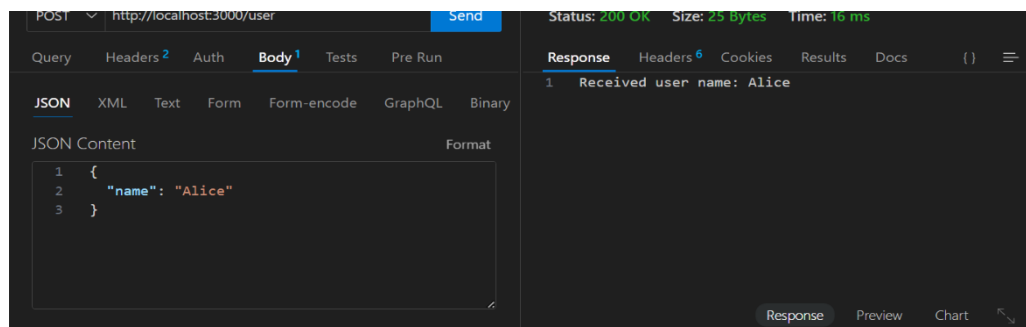 POST http://localhost:3000/user Send
Query Headers 2 Auth Body 1 Tests Pre Run
JSON XML Text Form Form-encode GraphQL Binary
JSON Content Format
1 {
2 "name": "Alice"
3 }
Status: 200 OK Size: 25 Bytes Time: 16 ms
Response Headers 6 Cookies Results Docs { }
1 Received user name: Alice
Response Preview Chart